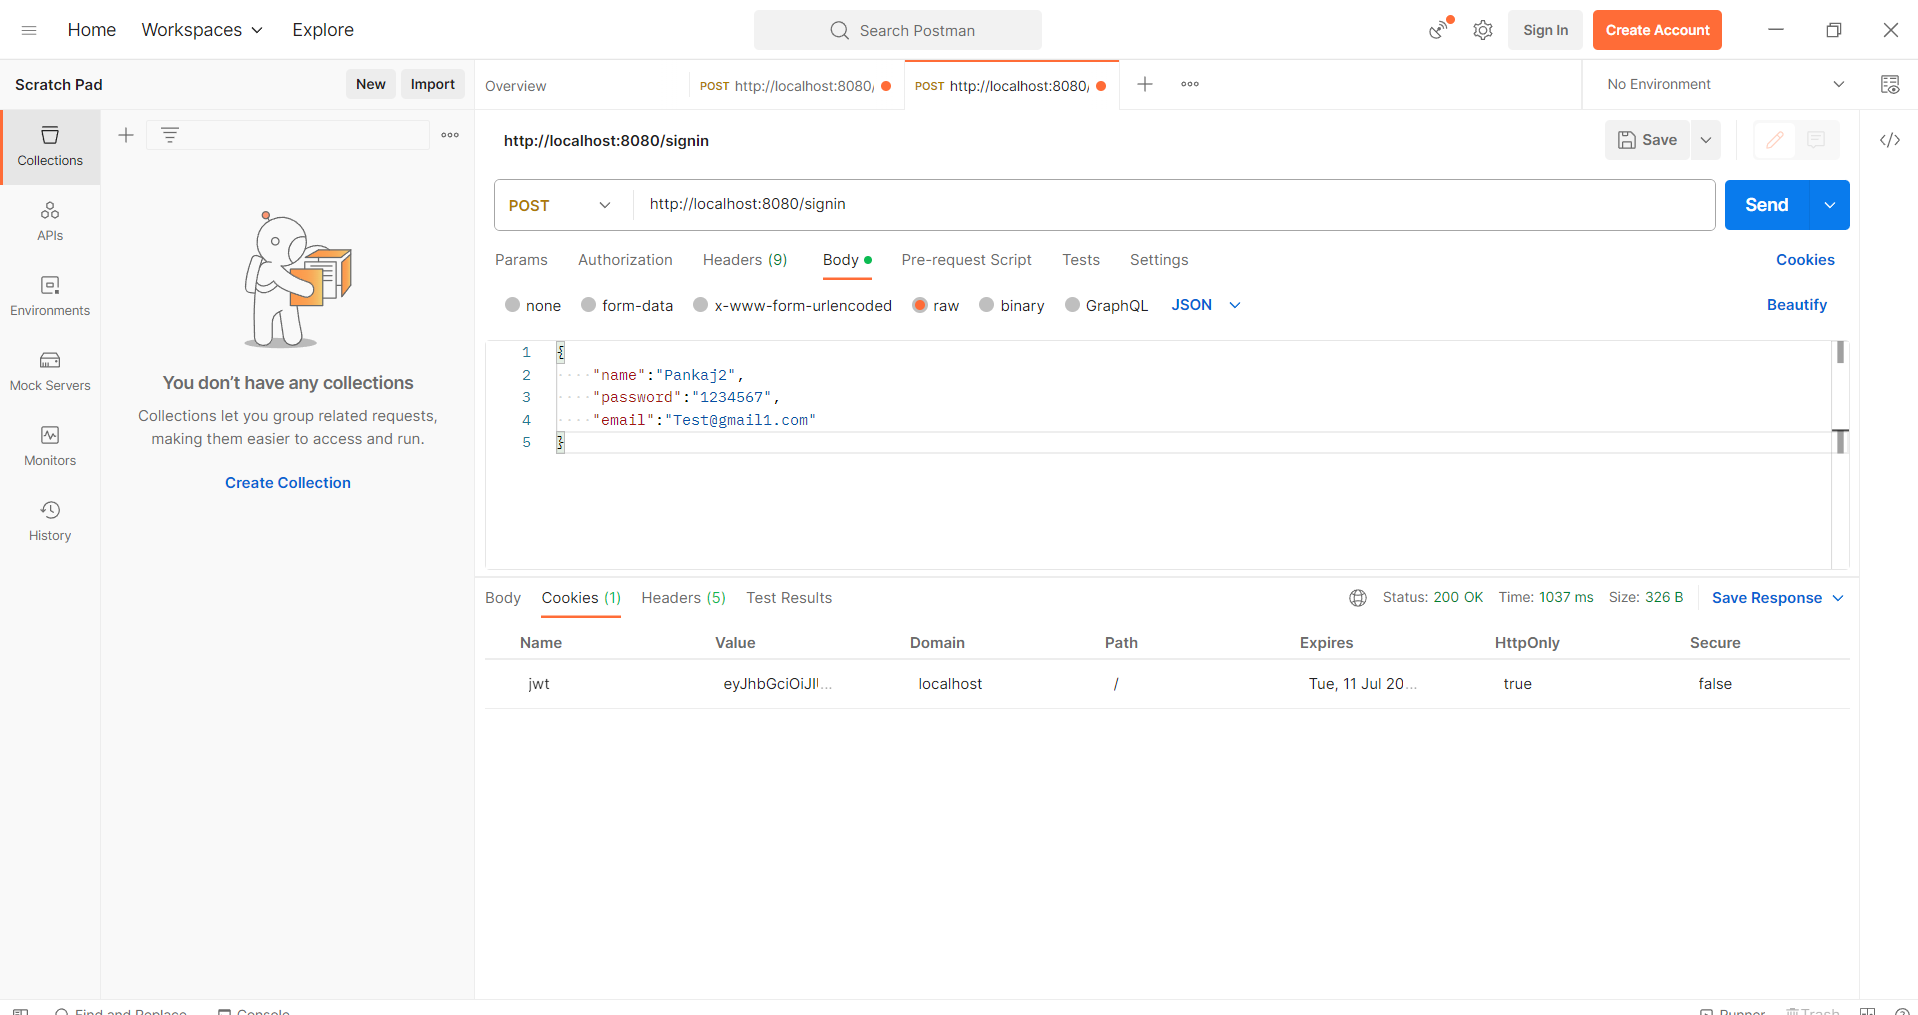 Home Workspaces Explore Search Postman Sign In Create Account
Scratch Pad New Import
Overview POST http://localhost:8080/ POST http://localhost:8080/ No Environment
Collections
APIs
Environments
Mock Servers
Monitors
History
You don’t have any collections
Collections let you group related requests,
making them easier to access and run.
Create Collection
http://localhost:8080/signin Save
POST http://localhost:8080/signin Send
Params Authorization Headers (9) Body Pre-request Script Tests Settings Cookies
none form-data x-www-form-urlencoded raw binary GraphQL JSON Beautify
1 {
2 "name":"Pankaj2",
3 "password":"1234567",
4 "email":"Test@gmail1.com"
5 }
Body Cookies (1) Headers (5) Test Results Status: 200 OK Time: 1037 ms Size: 326 B Save Response
Name Value Domain Path Expires HttpOnly Secure
jwt eyJhbGciOiJI... localhost / Tue, 11 Jul 20... true false
Find and Replace Console Runner Trash